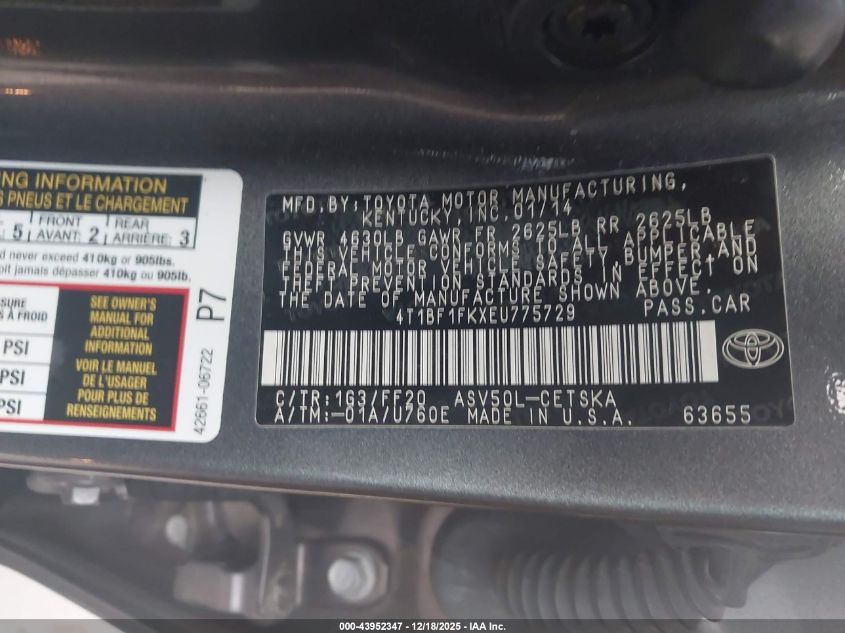 NG INFORMATION
S PNEUS ET LE CHARGEMENT
5 FRONT AVANT: 2 REAR ARRIÈRE: 3
d never exceed 410kg or 905lbs.
oit jamais dépasser 410kg ou 905lb.
SSURE
S À FROID
PSI
PSI
PSI
SEE OWNER'S
MANUAL FOR
ADDITIONAL
INFORMATION
VOIR LE MANUEL
DE L'USAGER
POUR PLUS DE
RENSEIGNEMENTS
P7
42661-06722
MFD.BY:TOYOTA MOTOR MANUFACTURING,
KENTUCKY,INC.01/14
GVWR 4630LB GAWR FR 2625LB RR 2625LB
THIS VEHICLE CONFORMS TO ALL APPLICABLE
FEDERAL MOTOR VEHICLE SAFETY,BUMPER,AND
THEFT PREVENTION STANDARDS IN EFFECT ON
THE DATE OF MANUFACTURE SHOWN ABOVE.
4T1BF1FKXEU775729 PASS.CAR
C/TR:1G3/FF20 ASV50L-CETSKA
A/TM:-01A/U760E MADE IN U.S.A. 63655
000-43952347 - 12/18/2025 - IAA Inc.